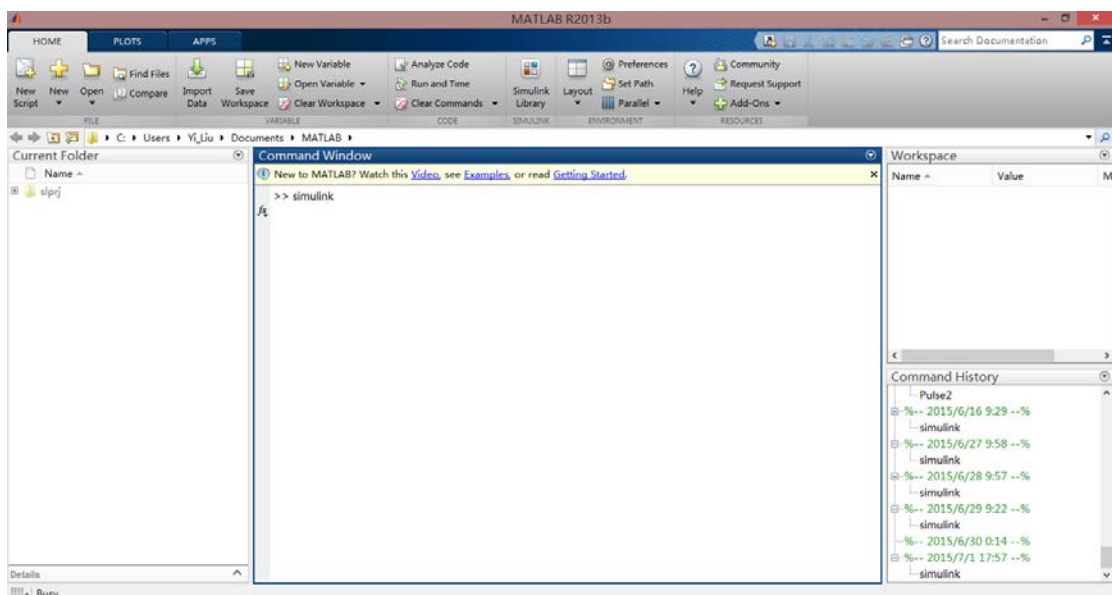 MATLAB R2013b
HOME PLOTS APPS Search Documentation
New Script New Open Find Files Compare Import Data Save Workspace New Variable Open Variable Clear Workspace Analyze Code Run and Time Clear Commands Simulink Library Layout Preferences Set Path Parallel Help Community Request Support Add-Ons
FILE VARIABLE CODE SIMULINK ENVIRONMENT RESOURCES
C: Users Yi_Liu Documents MATLAB
Current Folder
Name
slprj
Details
Command Window
New to MATLAB? Watch this Video, see Examples, or read Getting Started.
>> simulink
fx
Workspace
Name Value M
Command History
Pulse2
%-- 2015/6/16 9:29 --%
simulink
%-- 2015/6/27 9:58 --%
simulink
%-- 2015/6/28 9:57 --%
simulink
%-- 2015/6/29 9:22 --%
simulink
%-- 2015/6/30 0:14 --%
%-- 2015/7/1 17:57 --%
simulink
Busy